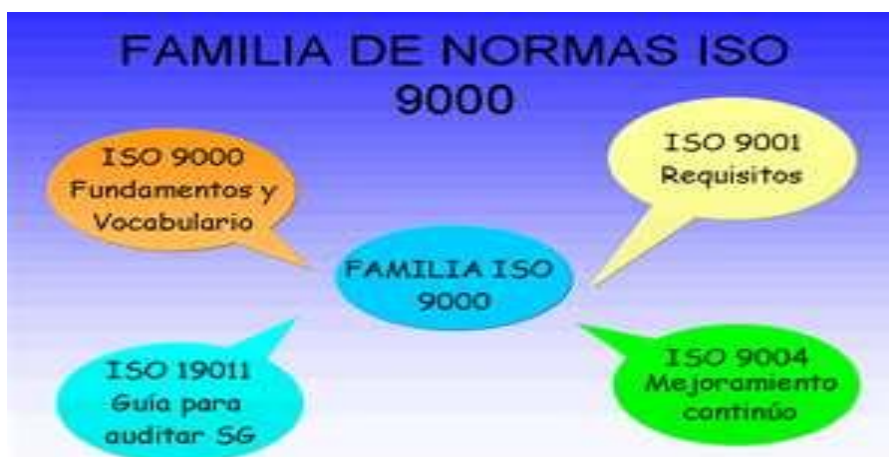 FAMILIA DE NORMAS ISO
9000
ISO 9000
Fundamentos y
Vocabulario
ISO 9001
Requisitos
FAMILIA ISO
9000
ISO 19011
Guía para
auditar SG
ISO 9004
Mejoramiento
continúo